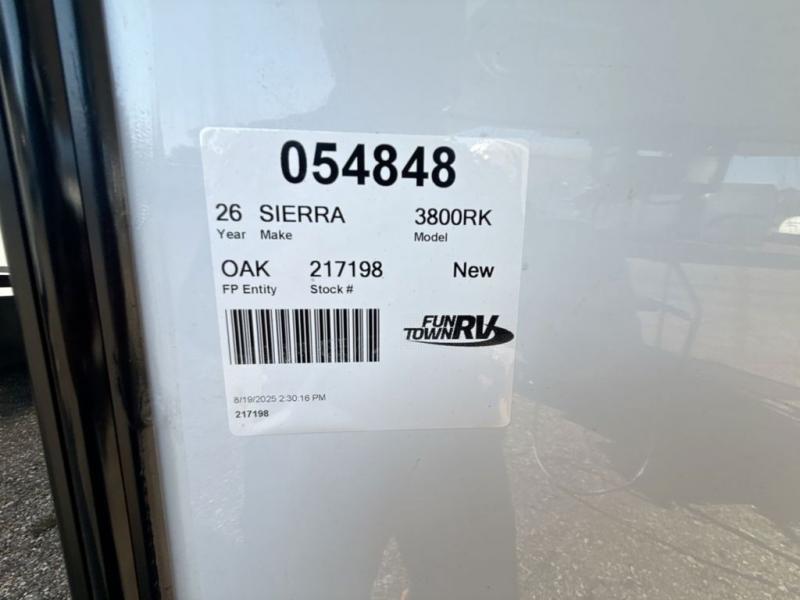 054848
26 SIERRA 3800RK
Year Make Model
OAK 217198 New
FP Entity Stock #
FUN TOWN RV
8/19/2025 2:30:16 PM
217198